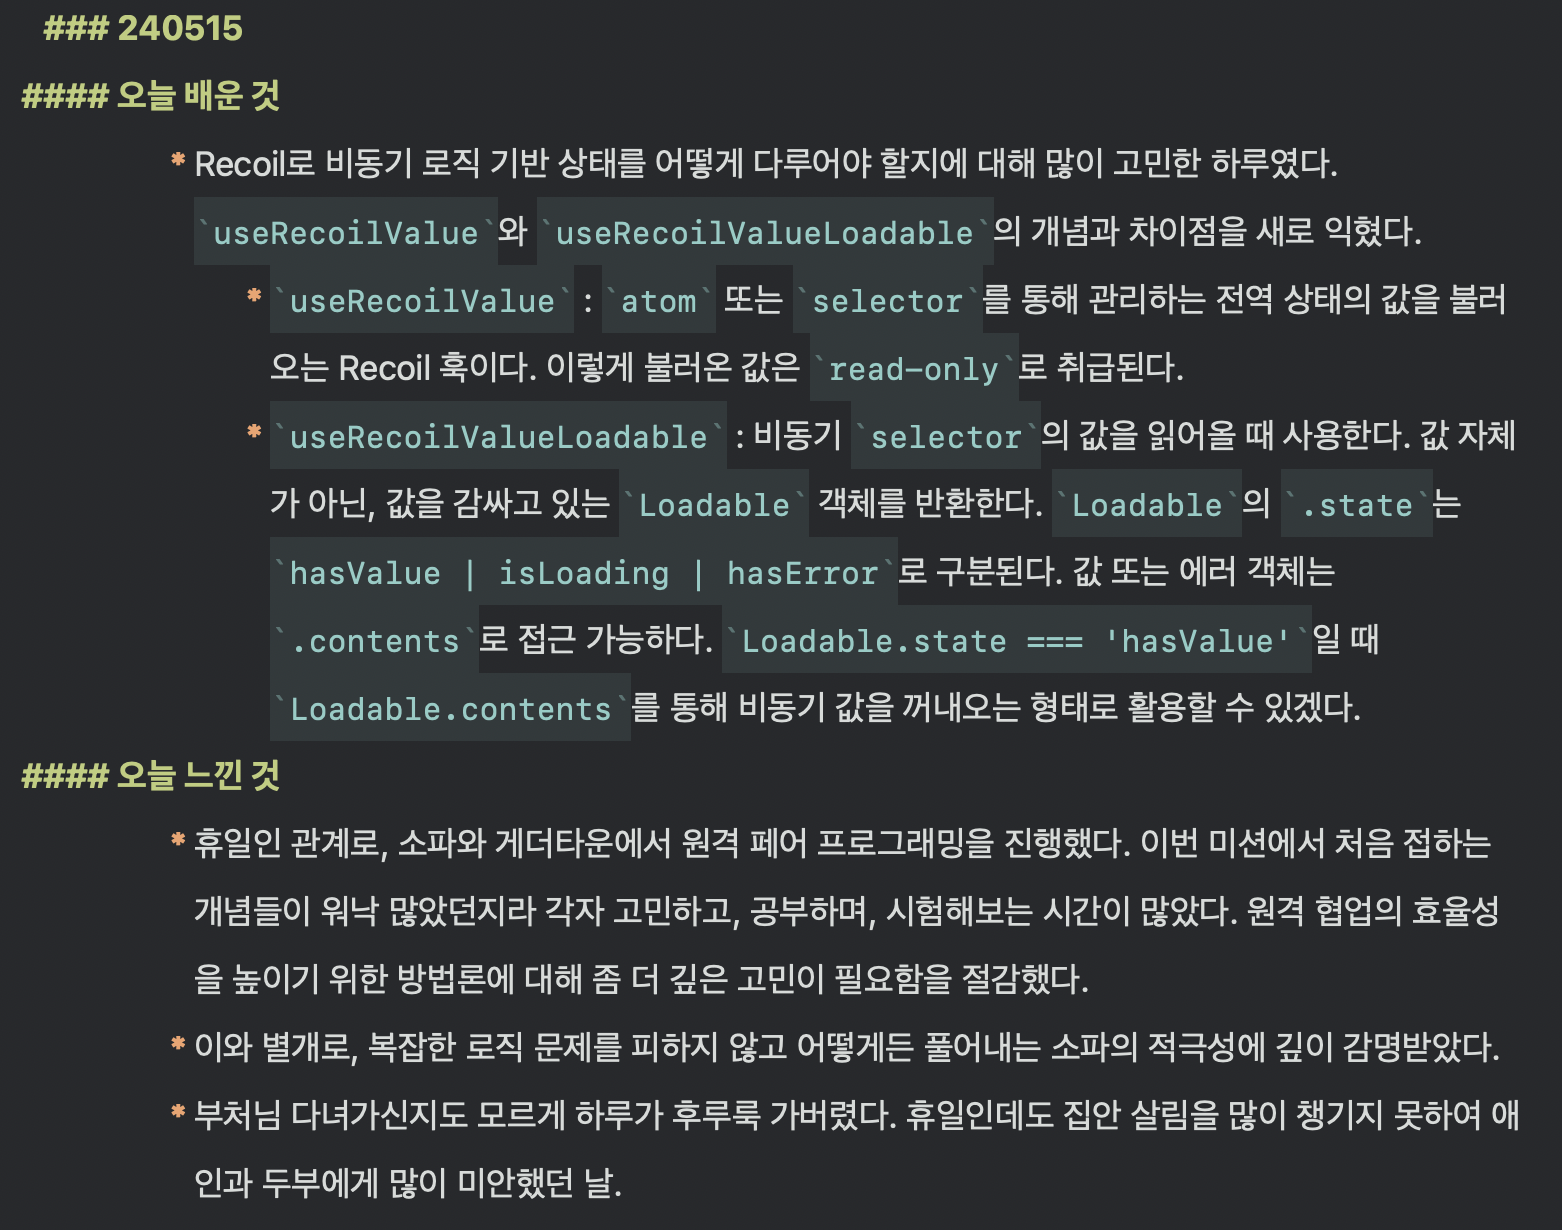 ### 240515
#### 오늘 배운 것
* Recoil로 비동기 로직 기반 상태를 어떻게 다루어야 할지에 대해 많이 고민한 하루였다.
`useRecoilValue`와 `useRecoilValueLoadable`의 개념과 차이점을 새로 익혔다.
* `useRecoilValue` : `atom` 또는 `selector`를 통해 관리하는 전역 상태의 값을 불러
오는 Recoil 훅이다. 이렇게 불러온 값은 `read-only`로 취급된다.
* `useRecoilValueLoadable` : 비동기 `selector`의 값을 읽어올 때 사용한다. 값 자체
가 아닌, 값을 감싸고 있는 `Loadable` 객체를 반환한다. `Loadable`의 `.state`는
`hasValue | isLoading | hasError`로 구분된다. 값 또는 에러 객체는
`.contents`로 접근 가능하다. `Loadable.state === 'hasValue'`일 때
`Loadable.contents`를 통해 비동기 값을 꺼내오는 형태로 활용할 수 있겠다.
#### 오늘 느낀 것
* 휴일인 관계로, 소파와 게더타운에서 원격 페어 프로그래밍을 진행했다. 이번 미션에서 처음 접하는
개념들이 워낙 많았던지라 각자 고민하고, 공부하며, 시험해보는 시간이 많았다. 원격 협업의 효율성
을 높이기 위한 방법론에 대해 좀 더 깊은 고민이 필요함을 절감했다.
* 이와 별개로, 복잡한 로직 문제를 피하지 않고 어떻게든 풀어내는 소파의 적극성에 깊이 감명받았다.
* 부처님 다녀가신지도 모르게 하루가 후루룩 가버렸다. 휴일인데도 집안 살림을 많이 챙기지 못하여 애
인과 두부에게 많이 미안했던 날.